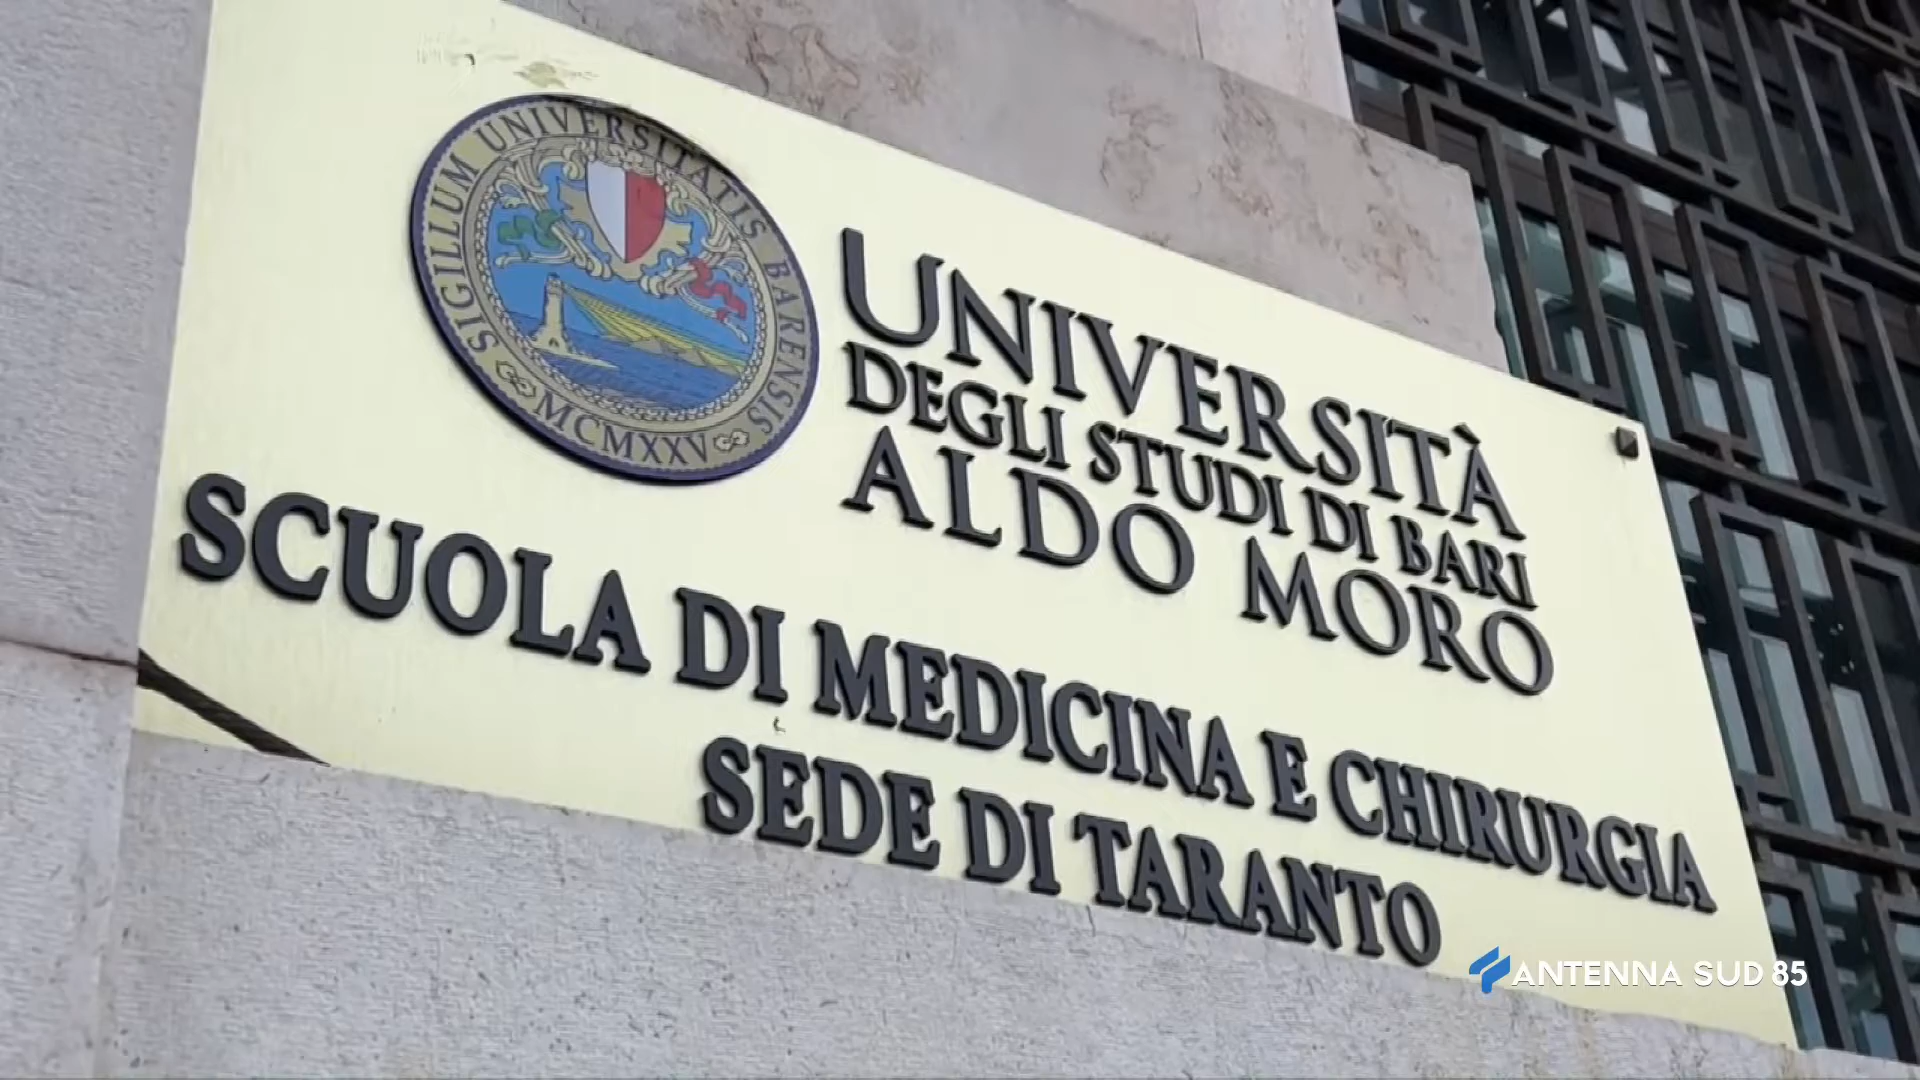 SIGILLUM UNIVERSITATIS BARENSIS
MCMXXV
UNIVERSITÀ
DEGLI STUDI DI BARI
ALDO MORO
SCUOLA DI MEDICINA E CHIRURGIA
SEDE DI TARANTO
ANTENNA SUD 85